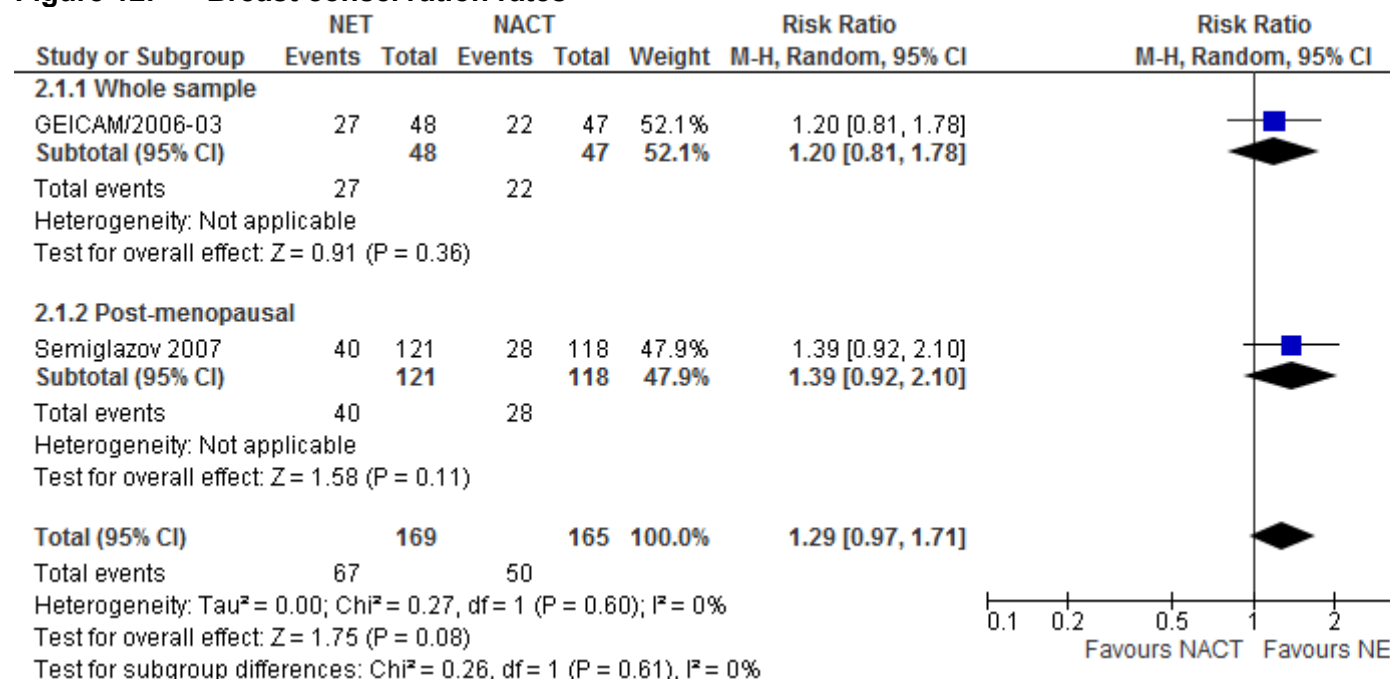 Figure 12: Breast conservation rates
NET NACT Risk Ratio Risk Ratio
Study or Subgroup Events Total Events Total Weight M-H, Random, 95% CI M-H, Random, 95% CI
2.1.1 Whole sample
GEICAM/2006-03 27 48 22 47 52.1% 1.20 [0.81, 1.78]
Subtotal (95% CI) 48 47 52.1% 1.20 [0.81, 1.78]
Total events 27 22
Heterogeneity: Not applicable
Test for overall effect: Z = 0.91 (P = 0.36)
2.1.2 Post-menopausal
Semiglazov 2007 40 121 28 118 47.9% 1.39 [0.92, 2.10]
Subtotal (95% CI) 121 118 47.9% 1.39 [0.92, 2.10]
Total events 40 28
Heterogeneity: Not applicable
Test for overall effect: Z = 1.58 (P = 0.11)
Total (95% CI) 169 165 100.0% 1.29 [0.97, 1.71]
Total events 67 50
Heterogeneity: Tau² = 0.00; Chi² = 0.27, df = 1 (P = 0.60); I² = 0%
Test for overall effect: Z = 1.75 (P = 0.08)
Test for subgroup differences: Chi² = 0.26, df = 1 (P = 0.61), I² = 0%
0.1 0.2 0.5 1 2
Favours NACT Favours NE